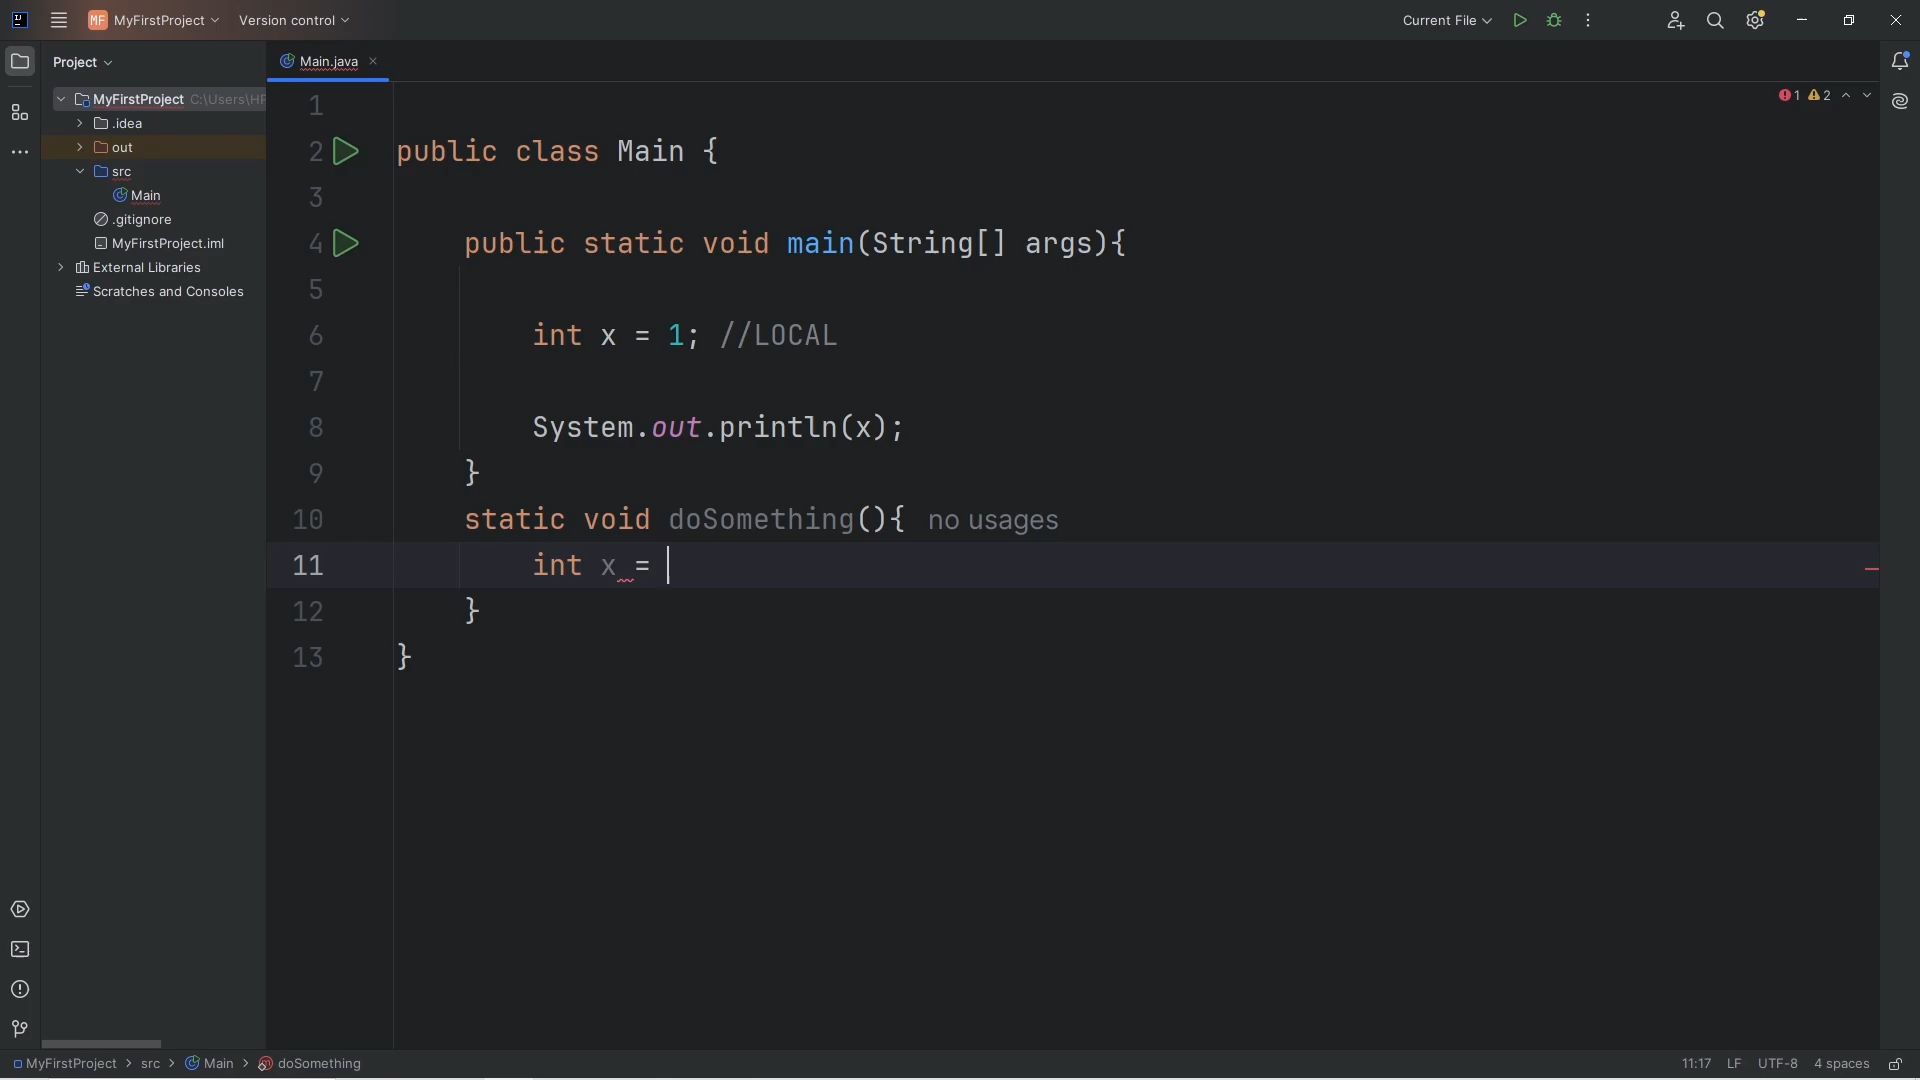 MF MyFirstProject Version control Current File
Project
Main.java
MyFirstProject C:\Users\HP
.idea
out
src
Main
.gitignore
MyFirstProject.iml
External Libraries
Scratches and Consoles
1 2
1
2 public class Main {
3
4 public static void main(String[] args){
5
6 int x = 1; //LOCAL
7
8 System.out.println(x);
9 }
10 static void doSomething(){ no usages
11 int x =
12 }
13 }
MyFirstProject > src > Main > doSomething 11:17 LF UTF-8 4 spaces